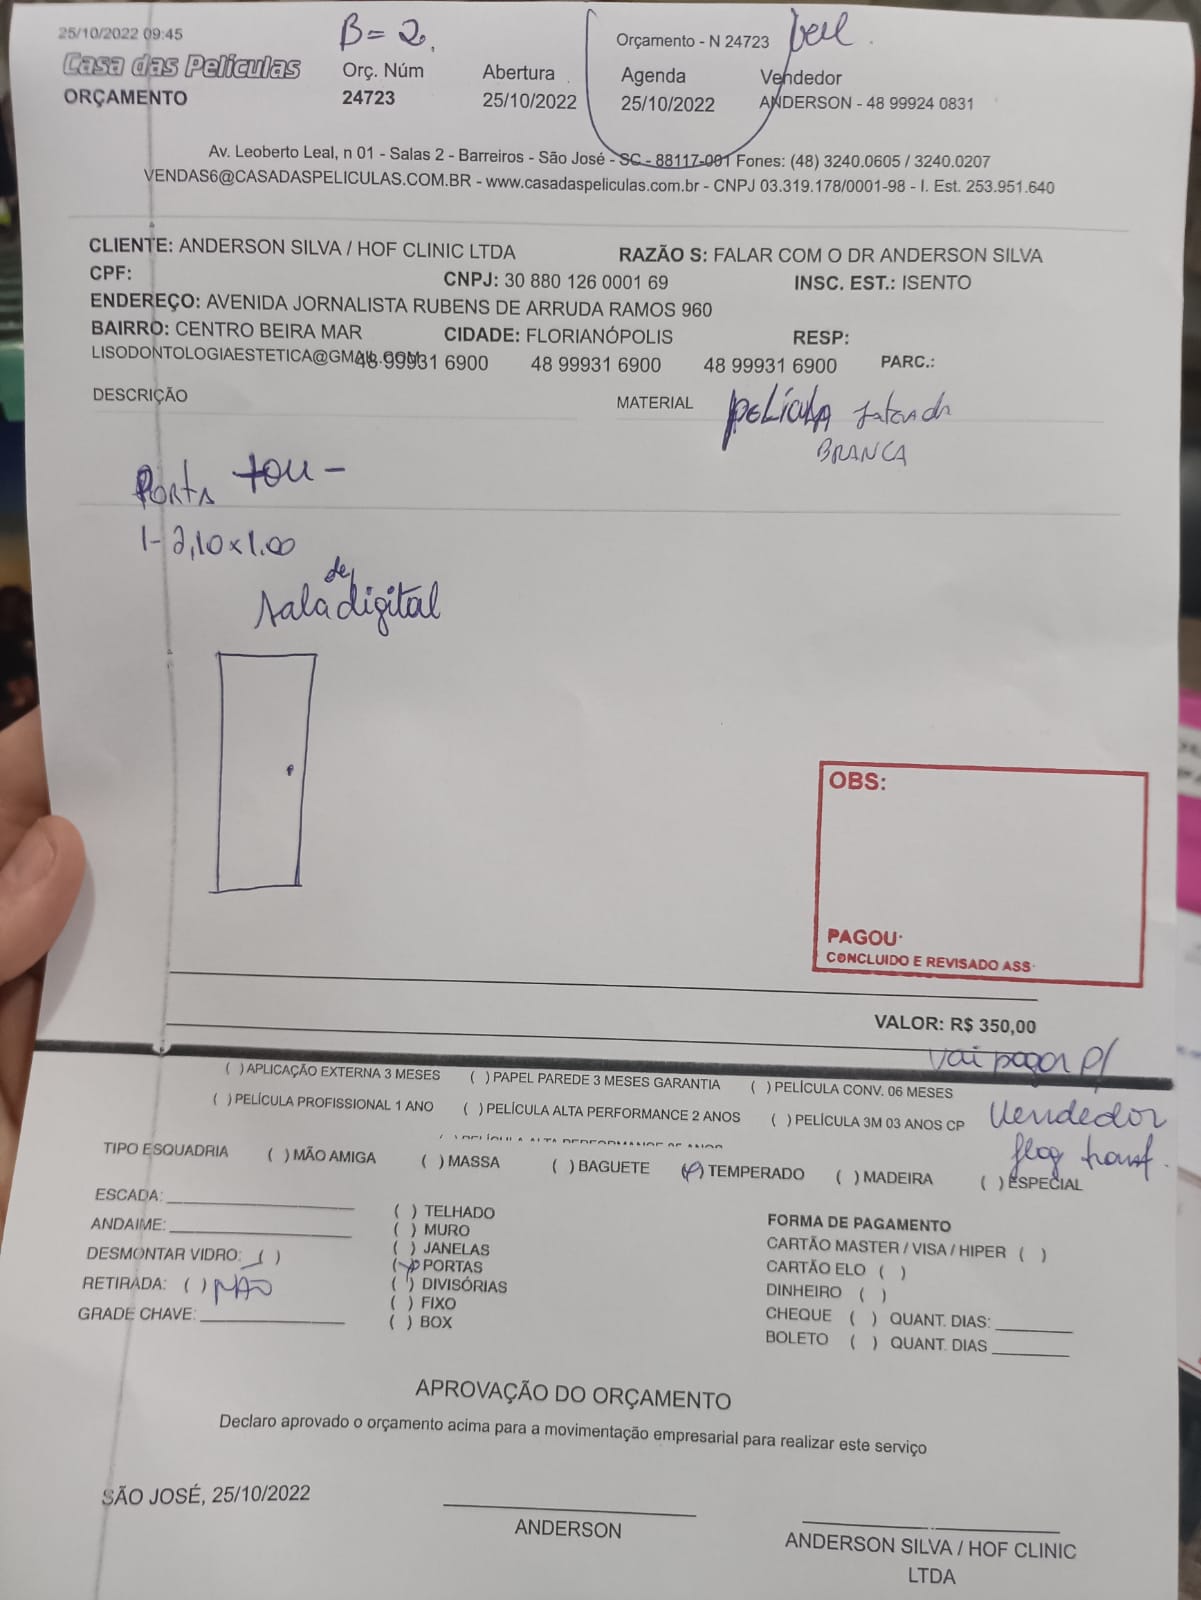 25/10/2022 09:45
B= 2,
Orçamento - N 24723
Casa das Películas
Orç. Núm
Abertura
Agenda
Vendedor
ORÇAMENTO
24723
25/10/2022
25/10/2022
ANDERSON - 48 99924 0831
Av. Leoberto Leal, n 01 - Salas 2 - Barreiros - São José - SC - 88117-001 Fones: (48) 3240.0605 / 3240.0207
VENDAS6@CASADASPELICULAS.COM.BR - www.casadaspeliculas.com.br - CNPJ 03.319.178/0001-98 - I. Est. 253.951.640
CLIENTE: ANDERSON SILVA / HOF CLINIC LTDA
RAZÃO S: FALAR COM O DR ANDERSON SILVA
CPF:
CNPJ: 30 880 126 0001 69
INSC. EST.: ISENTO
ENDEREÇO: AVENIDA JORNALISTA RUBENS DE ARRUDA RAMOS 960
BAIRRO: CENTRO BEIRA MAR
CIDADE: FLORIANÓPOLIS
RESP:
LISODONTOLOGIAESTETICA@GMAIL.COM
48 99931 6900
48 99931 6900
48 99931 6900
PARC.:
DESCRIÇÃO
MATERIAL
PELÍCULA
BRANCA
PORTA
1- 2,10 x 1.00
sala de digital
OBS:
PAGOU:
CONCLUIDO E REVISADO ASS:
VALOR: R$ 350,00
vai pagar p/
( ) APLICAÇÃO EXTERNA 3 MESES
( ) PAPEL PAREDE 3 MESES GARANTIA
( ) PELÍCULA CONV. 06 MESES
( ) PELÍCULA PROFISSIONAL 1 ANO
( ) PELÍCULA ALTA PERFORMANCE 2 ANOS
( ) PELÍCULA 3M 03 ANOS CP
Vendedor
TIPO ESQUADRIA
( ) MÃO AMIGA
( ) MASSA
( ) BAGUETE
( ) TEMPERADO
( ) MADEIRA
( ) ESPECIAL
ESCADA:
ANDAIME:
DESMONTAR VIDRO: ( )
RETIRADA: ( ) NÃO
GRADE CHAVE:
( ) TELHADO
( ) MURO
( ) JANELAS
( ) PORTAS
( ) DIVISÓRIAS
( ) FIXO
( ) BOX
FORMA DE PAGAMENTO
CARTÃO MASTER / VISA / HIPER ( )
CARTÃO ELO ( )
DINHEIRO ( )
CHEQUE ( ) QUANT. DIAS:
BOLETO ( ) QUANT. DIAS
APROVAÇÃO DO ORÇAMENTO
Declaro aprovado o orçamento acima para a movimentação empresarial para realizar este serviço
SÃO JOSÉ, 25/10/2022
ANDERSON
ANDERSON SILVA / HOF CLINIC
LTDA